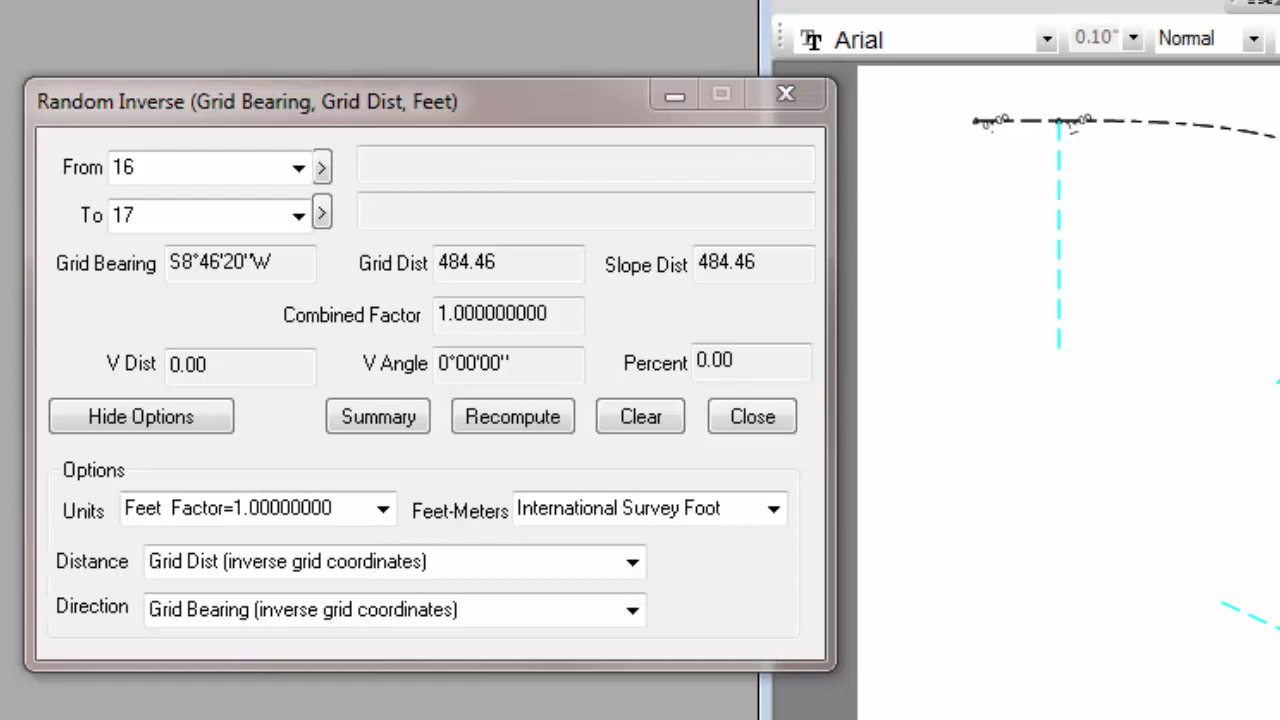 Arial 0.10" Normal
Random Inverse (Grid Bearing, Grid Dist, Feet)
From 16 >
To 17 >
Grid Bearing S8°46'20"W Grid Dist 484.46 Slope Dist 484.46
Combined Factor 1.000000000
V Dist 0.00 V Angle 0°00'00" Percent 0.00
Hide Options Summary Recompute Clear Close
Options
Units Feet Factor=1.00000000 Feet-Meters International Survey Foot
Distance Grid Dist (inverse grid coordinates)
Direction Grid Bearing (inverse grid coordinates)